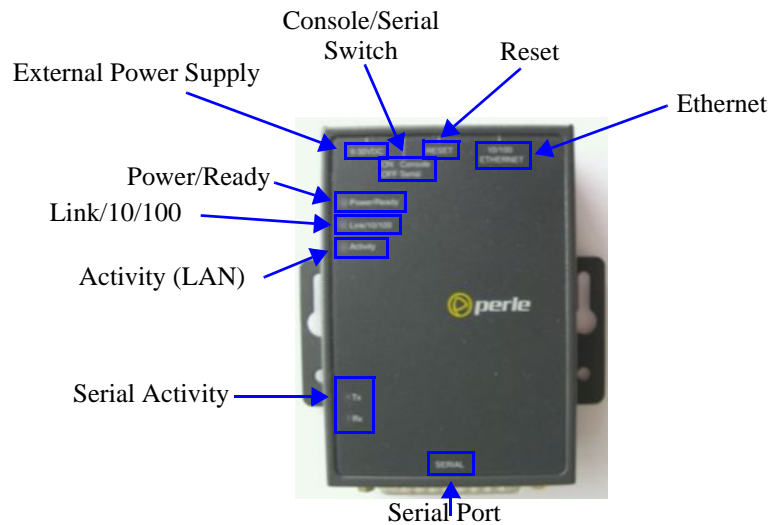 Console/Serial
Switch
Reset
External Power Supply
Ethernet
9-30VDC
RESET
10/100
ETHERNET
ON Console
OFF Serial
Power/Ready
Power/Ready
Link/10/100
Link/10/100
Activity (LAN)
Activity
perle
Serial Activity
Tx
Rx
SERIAL
Serial Port